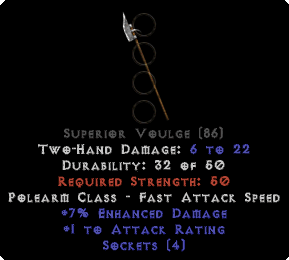 Superior Voulge (86)
Two-Hand Damage: 6 to 22
Durability: 32 of 50
Required Strength: 50
Polearm Class - Fast Attack Speed
+7% Enhanced Damage
+1 to Attack Rating
Sockets (4)